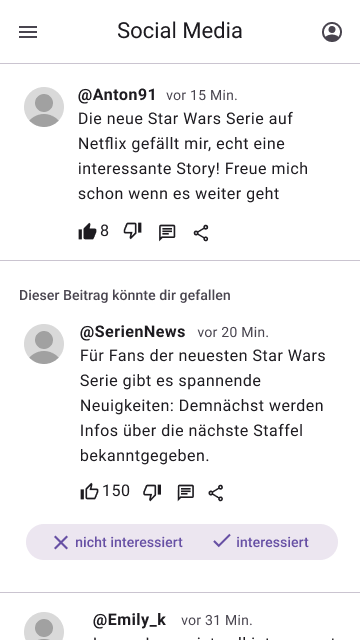 Social Media
@Anton91 vor 15 Min.
Die neue Star Wars Serie auf
Netflix gefällt mir, echt eine
interessante Story! Freue mich
schon wenn es weiter geht
8
Dieser Beitrag könnte dir gefallen
@SerienNews vor 20 Min.
Für Fans der neuesten Star Wars
Serie gibt es spannende
Neuigkeiten: Demnächst werden
Infos über die nächste Staffel
bekanntgegeben.
150
nicht interessiert interessiert
@Emily_k vor 31 Min.